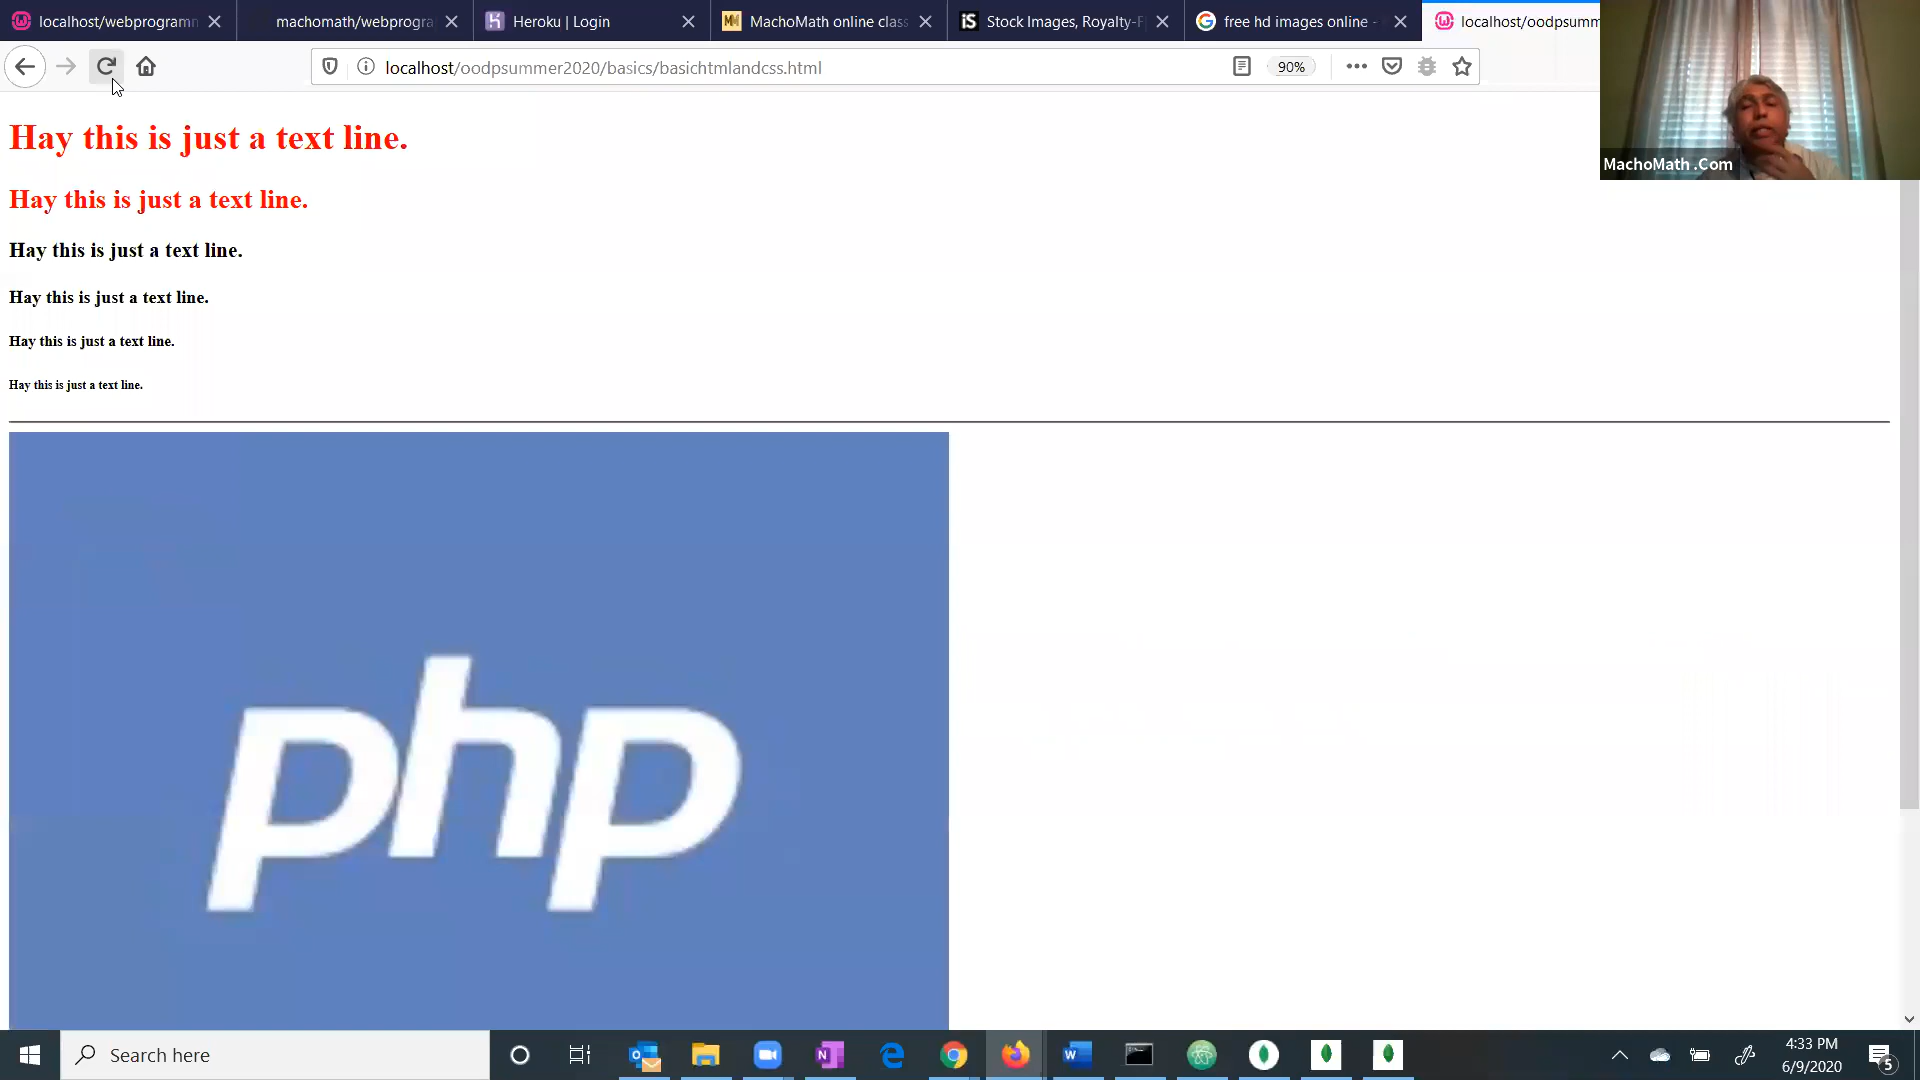 localhost/webprogramm
machomath/webprogra
Heroku | Login
MachoMath online class
iS
Stock Images, Royalty-F
free hd images online -
localhost/oodpsumm
localhost/oodpsummer2020/basics/basichtmlandcss.html
90%
MachoMath .Com
Hay this is just a text line.
Hay this is just a text line.
Hay this is just a text line.
Hay this is just a text line.
Hay this is just a text line.
Hay this is just a text line.
php
Search here
4:33 PM
6/9/2020
5